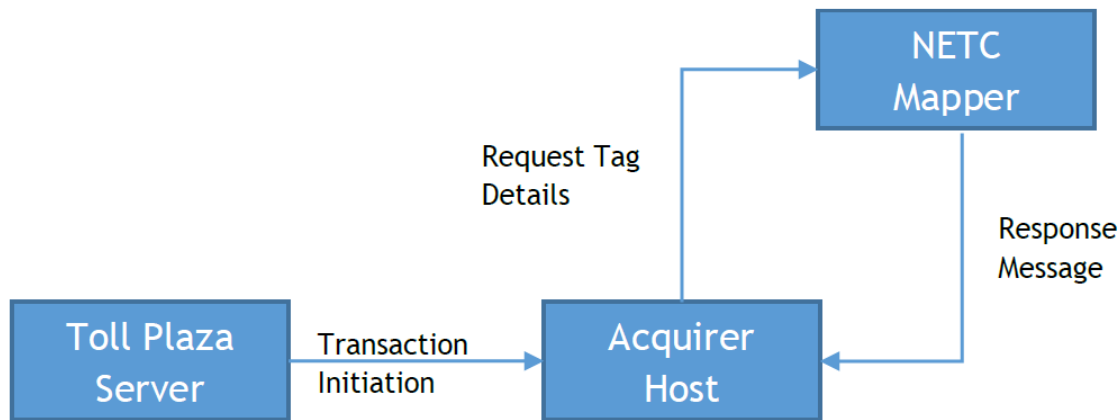 NETC
Mapper
Request Tag
Details
Response
Message
Toll Plaza
Server
Transaction
Initiation
Acquirer
Host